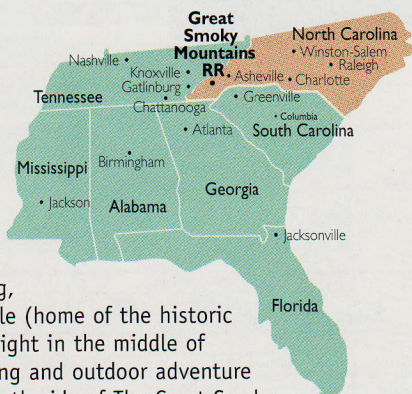 Great
Smoky
Mountains
RR
North Carolina
Winston-Salem
Raleigh
Nashville
Knoxville
Asheville
Charlotte
Gatlinburg
Greenville
Tennessee
Chattanooga
Columbia
Atlanta
South Carolina
Mississippi
Birmingham
Georgia
Jackson
Alabama
Jacksonville
Florida
le (home of the historic
ight in the middle of
ng and outdoor adventure